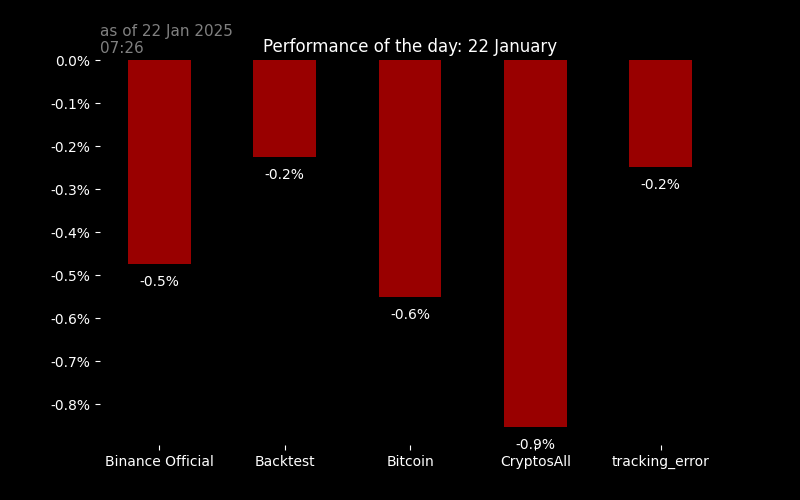 as of 22 Jan 2025
07:26
Performance of the day: 22 January
0.0%
-0.1%
-0.2%
-0.3%
-0.4%
-0.5%
-0.6%
-0.7%
-0.8%
-0.5%
-0.2%
-0.6%
-0.9%
-0.2%
Binance Official
Backtest
Bitcoin
CryptosAll
tracking_error